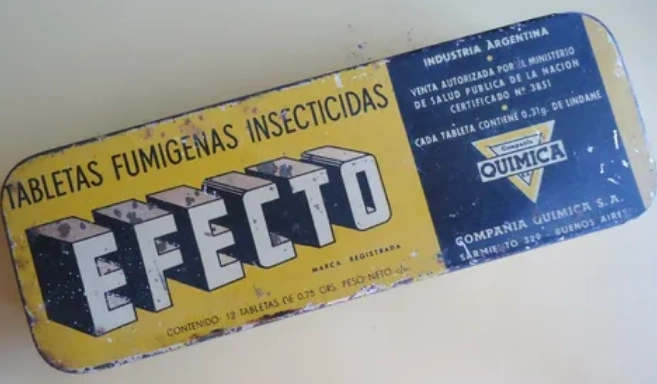 TABLETAS FUMIGENAS INSECTICIDAS
EFECTO
MARCA REGISTRADA
CONTENIDO: 12 TABLETAS DE 0.75 GRS. PESO NETO c/u.
INDUSTRIA ARGENTINA
VENTA AUTORIZADA POR EL MINISTERIO
DE SALUD PUBLICA DE LA NACION
CERTIFICADO Nº 3851
CADA TABLETA CONTIENE 0,31g. DE LINDANE
Compañia
QUIMICA
COMPAÑIA QUIMICA S.A.
SARMIENTO 329 - BUENOS AIRES